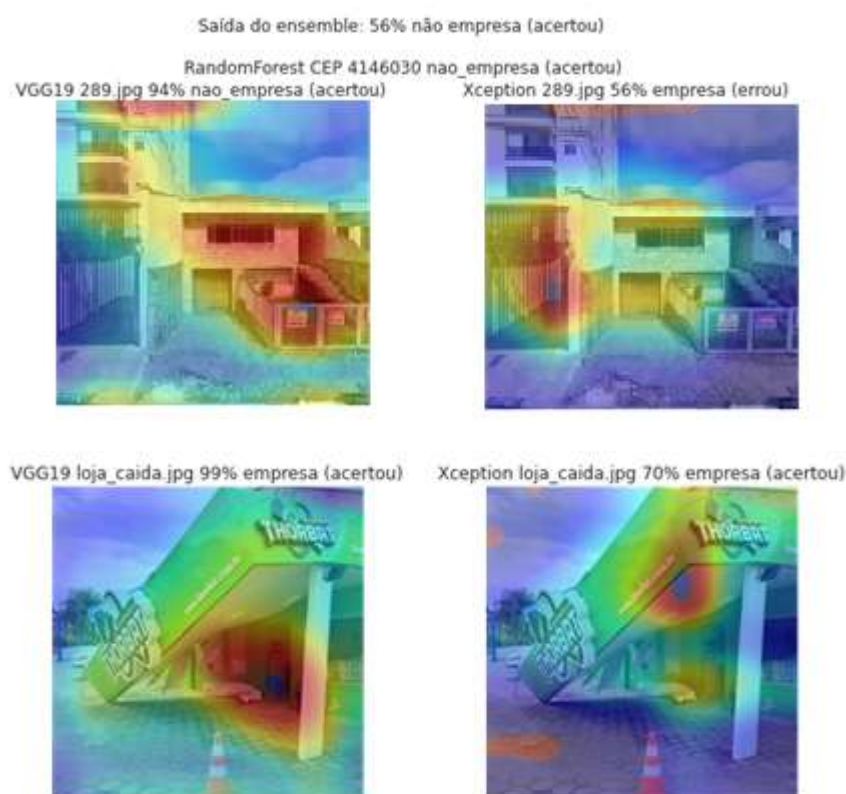 Saída do ensemble: 56% não empresa (acertou)
RandomForest CEP 4146030 nao_empresa (acertou)
VGG19 289.jpg 94% nao_empresa (acertou)
Xception 289.jpg 56% empresa (errou)
VGG19 loja_caida.jpg 99% empresa (acertou)
Xception loja_caida.jpg 70% empresa (acertou)